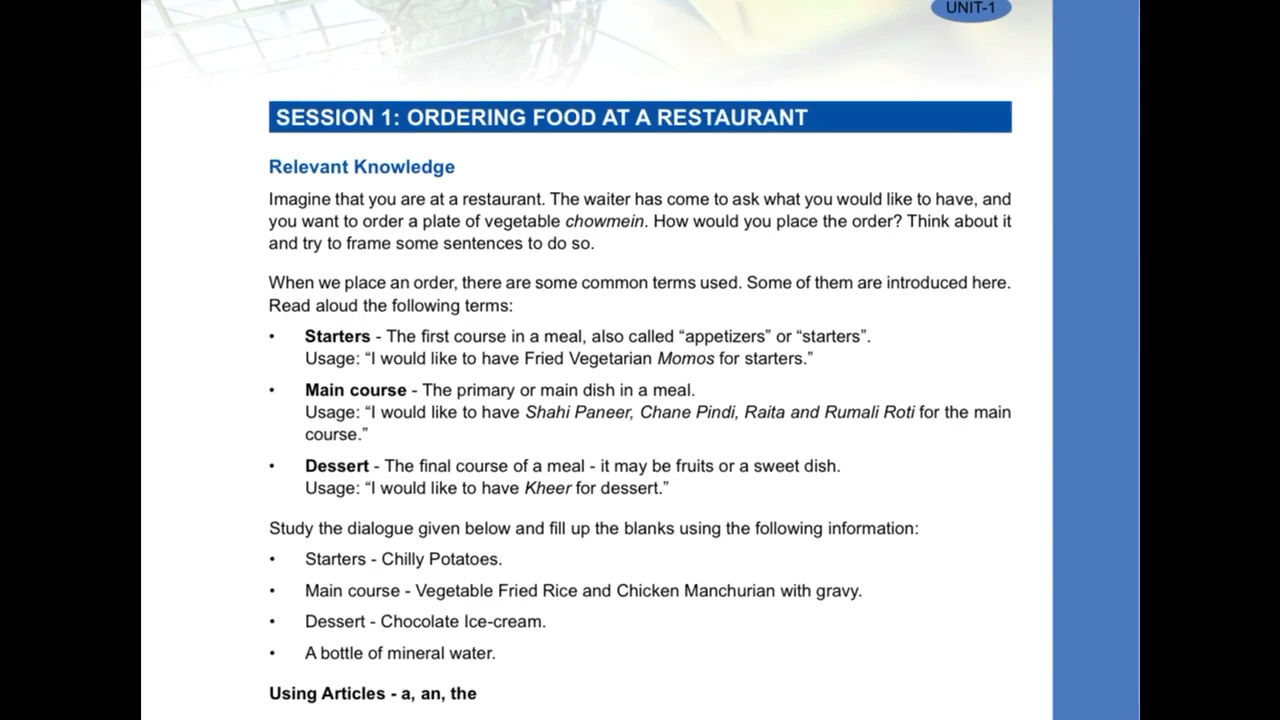 UNIT-1
SESSION 1: ORDERING FOOD AT A RESTAURANT
Relevant Knowledge
Imagine that you are at a restaurant. The waiter has come to ask what you would like to have, and
you want to order a plate of vegetable chowmein. How would you place the order? Think about it
and try to frame some sentences to do so.
When we place an order, there are some common terms used. Some of them are introduced here.
Read aloud the following terms:
• Starters - The first course in a meal, also called “appetizers” or “starters”.
Usage: “I would like to have Fried Vegetarian Momos for starters.”
• Main course - The primary or main dish in a meal.
Usage: “I would like to have Shahi Paneer, Chane Pindi, Raita and Rumali Roti for the main
course.”
• Dessert - The final course of a meal - it may be fruits or a sweet dish.
Usage: “I would like to have Kheer for dessert.”
Study the dialogue given below and fill up the blanks using the following information:
• Starters - Chilly Potatoes.
• Main course - Vegetable Fried Rice and Chicken Manchurian with gravy.
• Dessert - Chocolate Ice-cream.
• A bottle of mineral water.
Using Articles - a, an, the